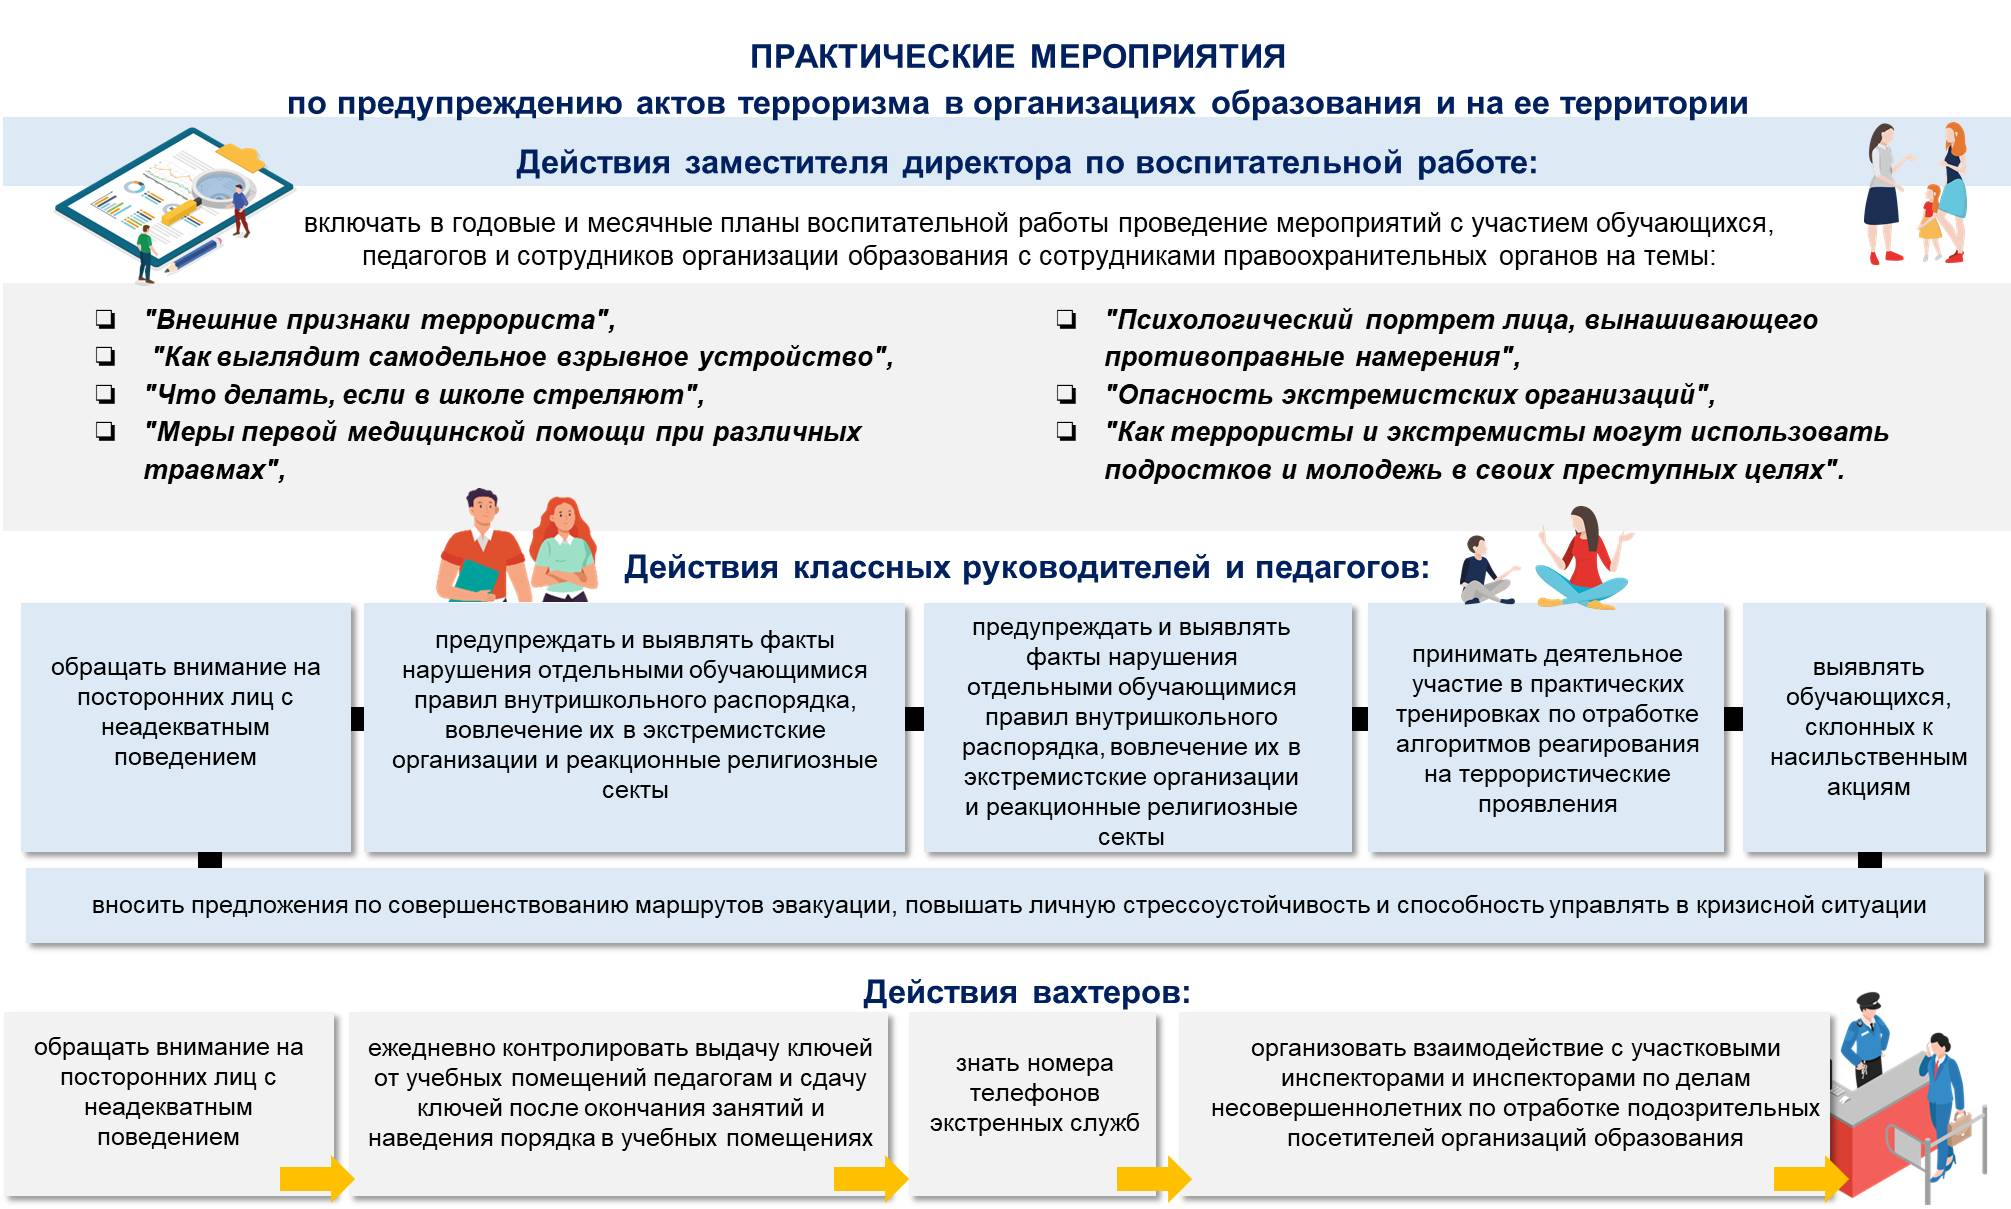 ПРАКТИЧЕСКИЕ МЕРОПРИЯТИЯ
по предупреждению актов терроризма в организациях образования и на ее территории
Действия заместителя директора по воспитательной работе:
включать в годовые и месячные планы воспитательной работы проведение мероприятий с участием обучающихся,
педагогов и сотрудников организации образования с сотрудниками правоохранительных органов на темы:
"Внешние признаки террориста",
"Как выглядит самодельное взрывное устройство",
"Что делать, если в школе стреляют",
"Меры первой медицинской помощи при различных
травмах",
"Психологический портрет лица, вынашивающего
противоправные намерения",
"Опасность экстремистских организаций",
"Как террористы и экстремисты могут использовать
подростков и молодежь в своих преступных целях".
Действия классных руководителей и педагогов:
обращать внимание на
посторонних лиц с
неадекватным
поведением
предупреждать и выявлять факты
нарушения отдельными обучающимися
правил внутришкольного распорядка,
вовлечение их в экстремистские
организации и реакционные религиозные
секты
предупреждать и выявлять
факты нарушения
отдельными обучающимися
правил внутришкольного
распорядка, вовлечение их в
экстремистские организации
и реакционные религиозные
секты
принимать деятельное
участие в практических
тренировках по отработке
алгоритмов реагирования
на террористические
проявления
выявлять
обучающихся,
склонных к
насильственным
акциям
вносить предложения по совершенствованию маршрутов эвакуации, повышать личную стрессоустойчивость и способность управлять в кризисной ситуации
Действия вахтеров:
обращать внимание на
посторонних лиц с
неадекватным
поведением
ежедневно контролировать выдачу ключей
от учебных помещений педагогам и сдачу
ключей после окончания занятий и
наведения порядка в учебных помещениях
знать номера
телефонов
экстренных служб
организовать взаимодействие с участковыми
инспекторами и инспекторами по делам
несовершеннолетних по отработке подозрительных
посетителей организаций образования